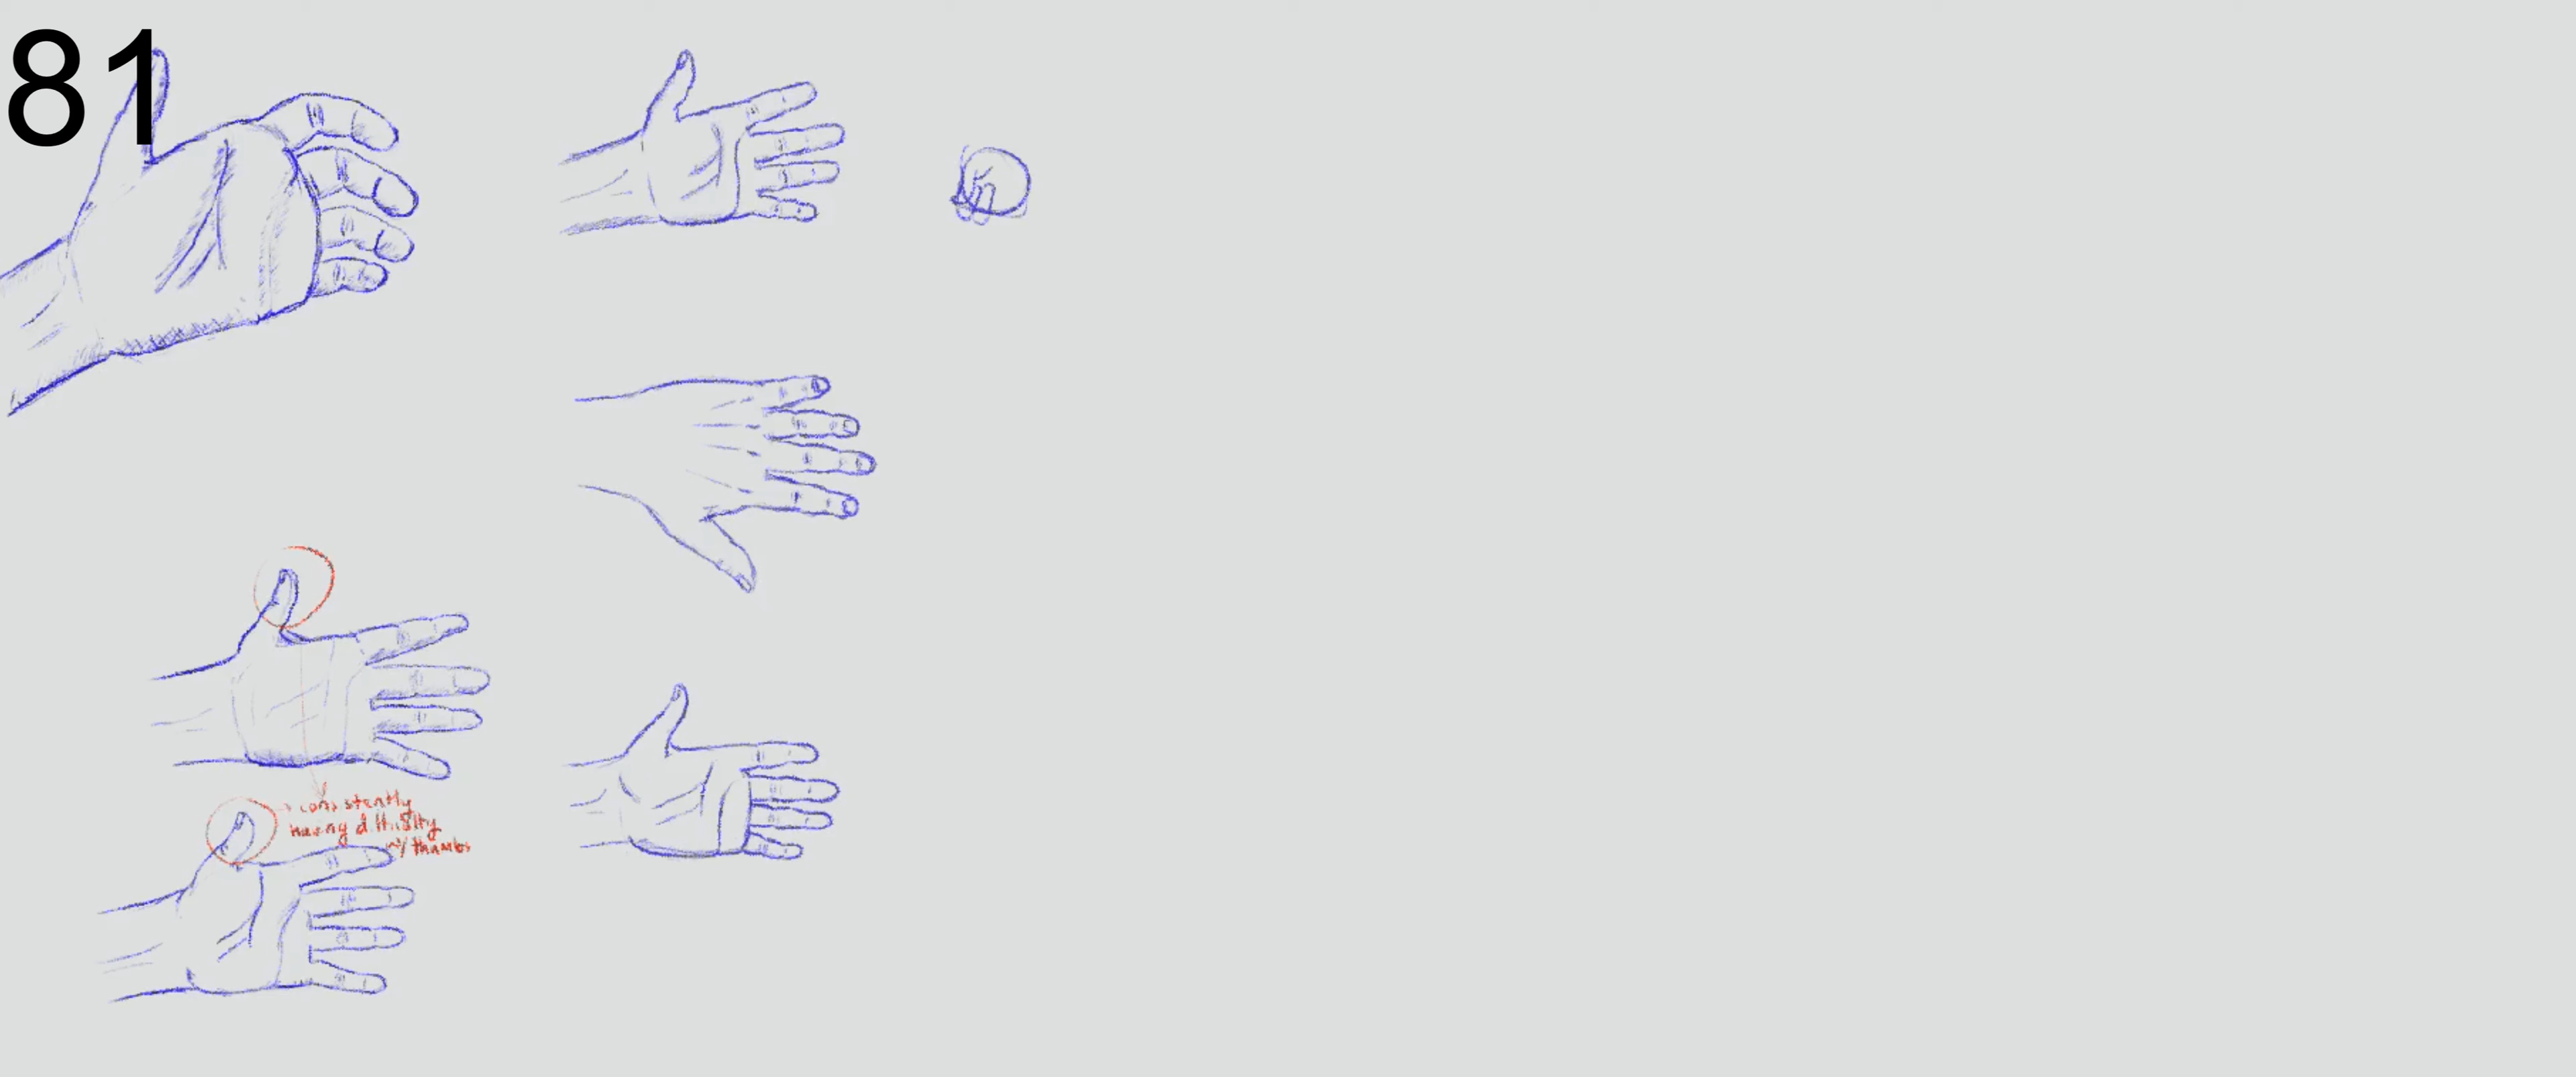 81
consistently
having difficulty
w/ thumbs